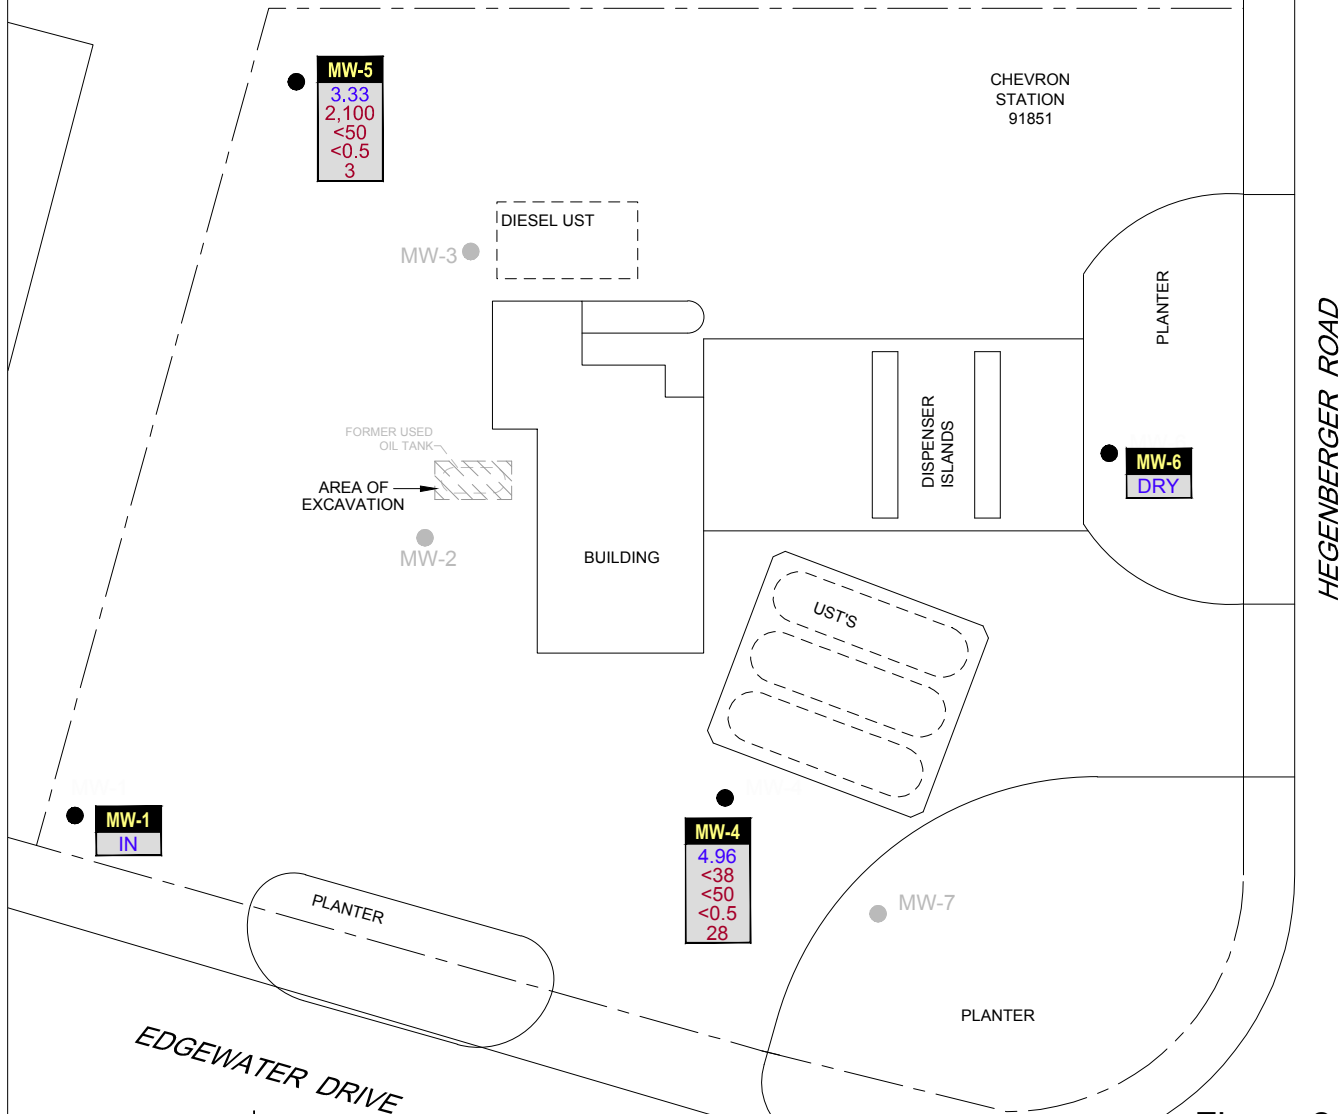 MW-5
3.33
2,100
<50
<0.5
3
CHEVRON
STATION
91851
DIESEL UST
MW-3
PLANTER
HEGENBERGER ROAD
FORMER USED
OIL TANK
AREA OF
EXCAVATION
DISPENSER
ISLANDS
MW-6
DRY
MW-2
BUILDING
UST'S
MW-1
IN
MW-4
4.96
<38
<50
<0.5
28
MW-7
PLANTER
PLANTER
EDGEWATER DRIVE